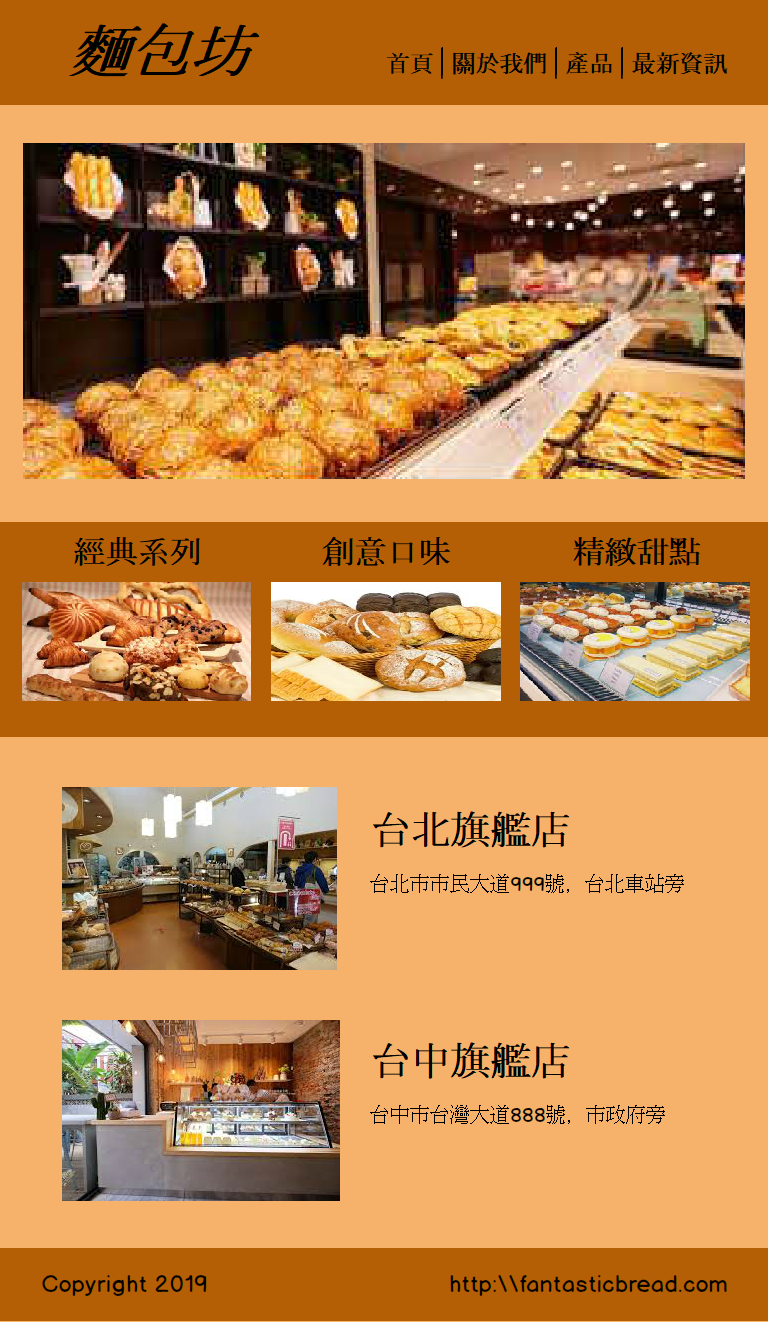 麵包坊
首頁│關於我們│產品│最新資訊
經典系列
創意口味
精緻甜點
台北旗艦店
台北市市民大道999號, 台北車站旁
台中旗艦店
台中市台灣大道888號, 市政府旁
Copyright 2019
http:\\fantasticbread.com